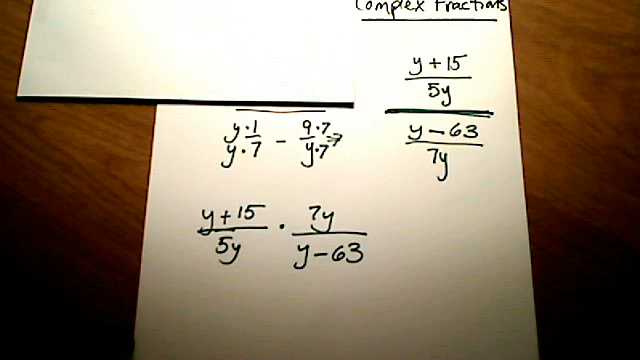 Complex Fractions
y + 15
5y
y - 63
7y
y·1 - 9·7
y·7 y·7
y + 15 · 7y
5y y - 63